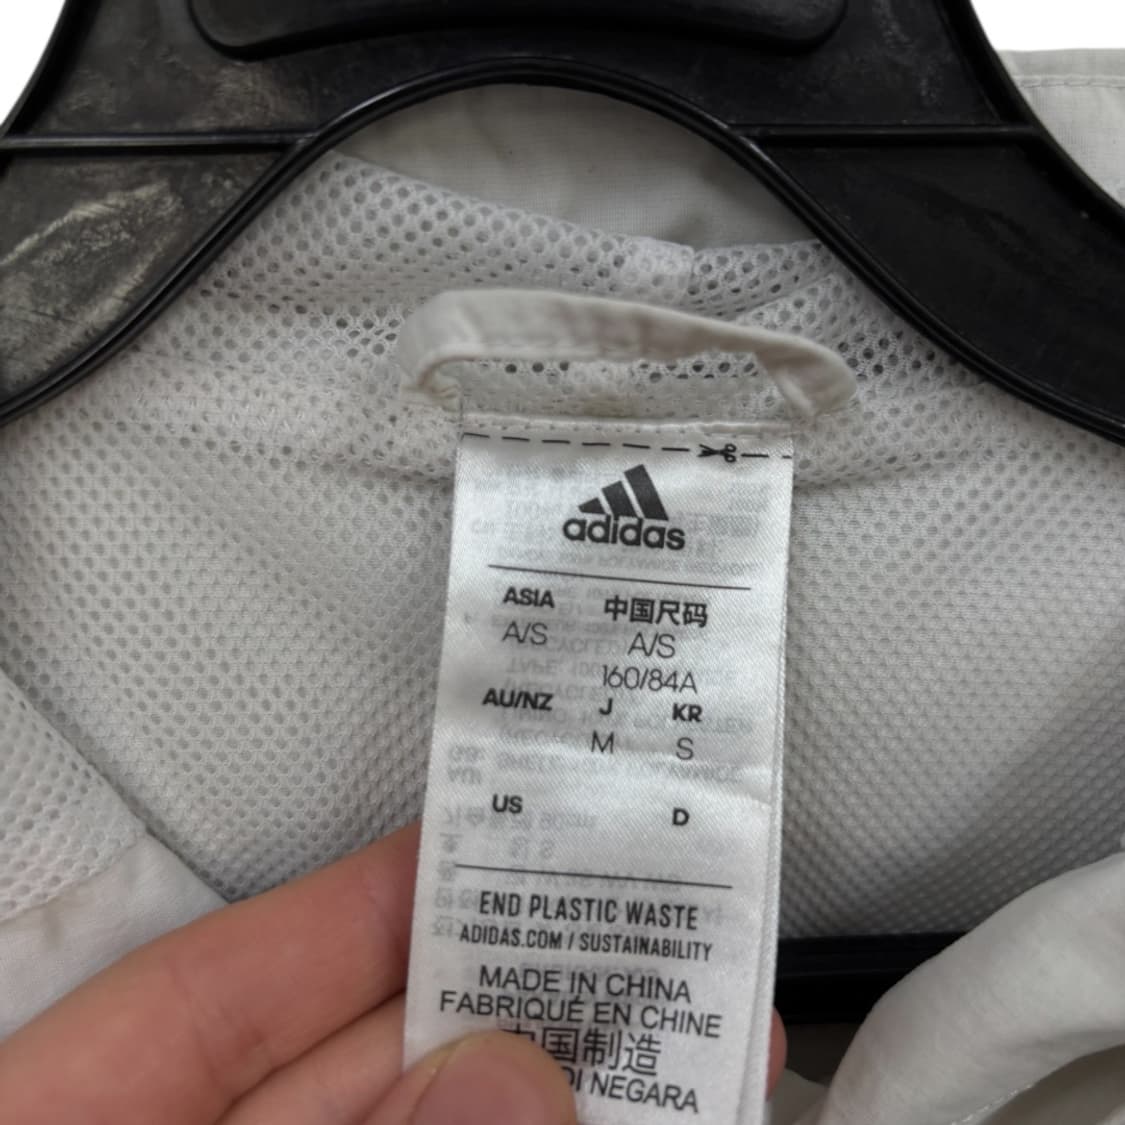 adidas
ASIA 中国尺码
A/S A/S
160/84A
AU/NZ J KR
M S
US D
END PLASTIC WASTE
ADIDAS.COM / SUSTAINABILITY
MADE IN CHINA
FABRIQUÉ EN CHINE
中国制造
DI NEGARA